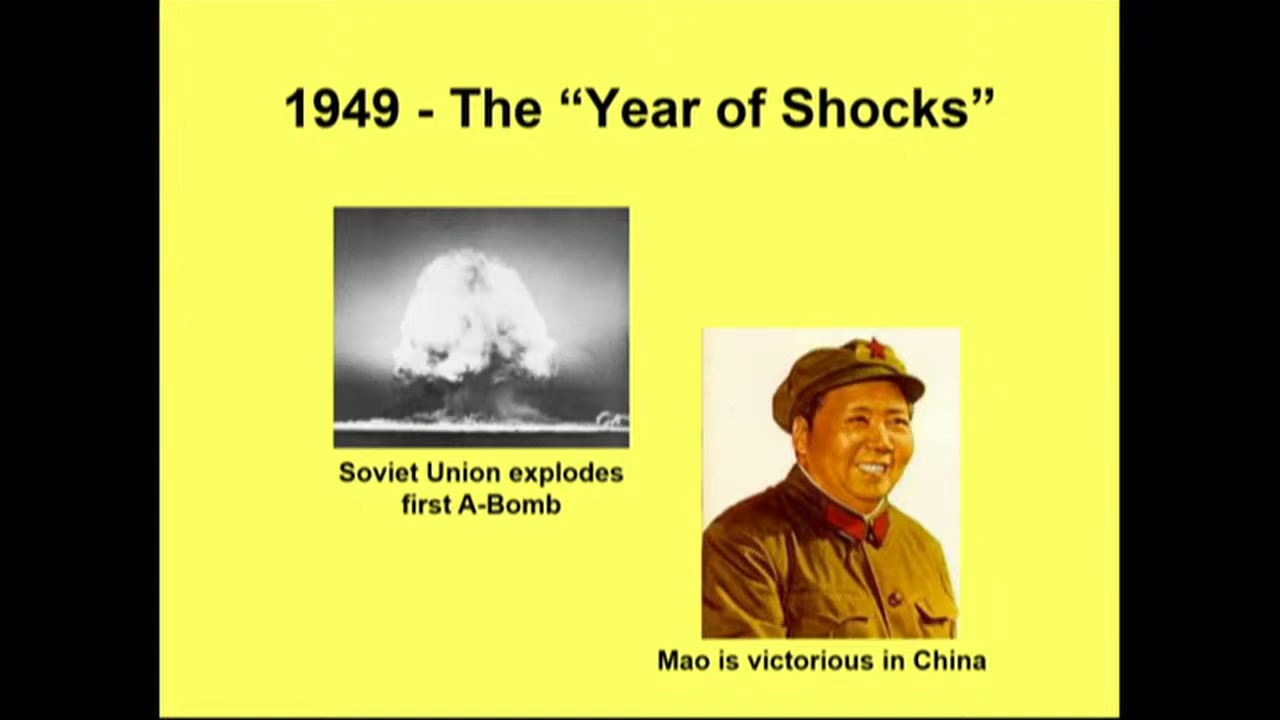 1949 - The “Year of Shocks”
Soviet Union explodes
first A-Bomb
Mao is victorious in China